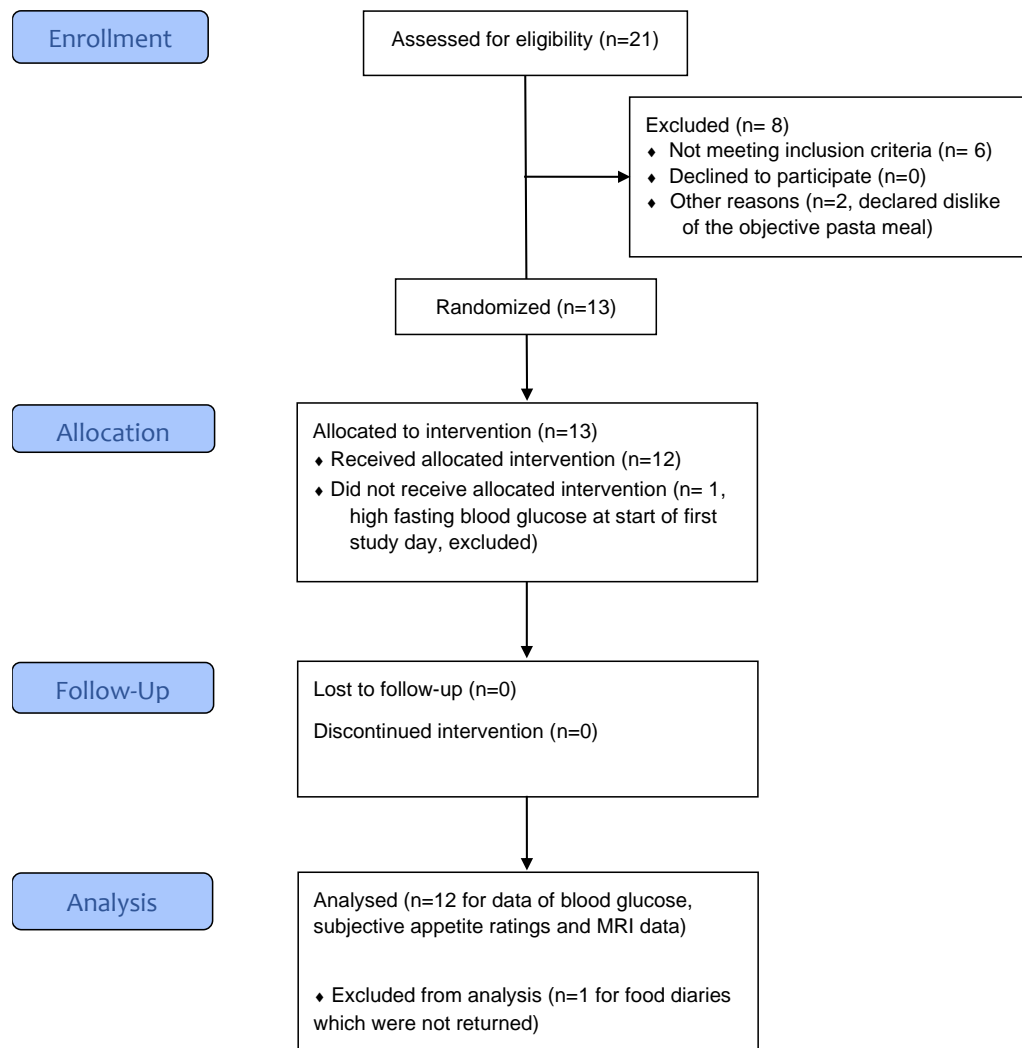 Enrollment
Assessed for eligibility (n=21)
Excluded (n= 8)
♦ Not meeting inclusion criteria (n= 6)
♦ Declined to participate (n=0)
♦ Other reasons (n=2, declared dislike
of the objective pasta meal)
Randomized (n=13)
Allocation
Allocated to intervention (n=13)
♦ Received allocated intervention (n=12)
♦ Did not receive allocated intervention (n= 1,
high fasting blood glucose at start of first
study day, excluded)
Follow-Up
Lost to follow-up (n=0)
Discontinued intervention (n=0)
Analysis
Analysed (n=12 for data of blood glucose,
subjective appetite ratings and MRI data)
♦ Excluded from analysis (n=1 for food diaries
which were not returned)